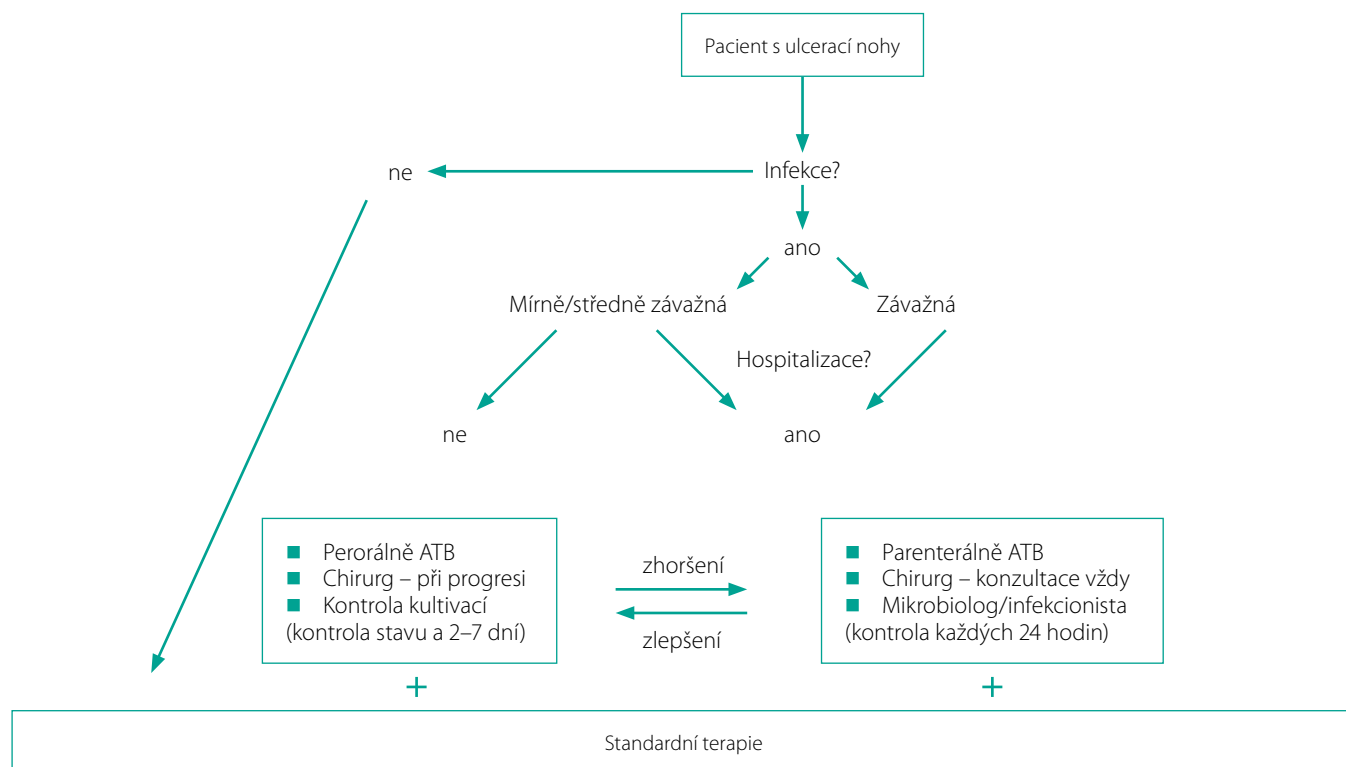 Pacient s ulcerací nohy
ne
Infekce?
ano
Mírně/středně závažná
Závažná
Hospitalizace?
ne
ano
■ Perorálně ATB
■ Chirurg – při progresi
■ Kontrola kultivací
(kontrola stavu a 2–7 dní)
zhoršení
zlepšení
■ Parenterálně ATB
■ Chirurg – konzultace vždy
■ Mikrobiolog/infekcionista
(kontrola každých 24 hodin)
+
+
Standardní terapie